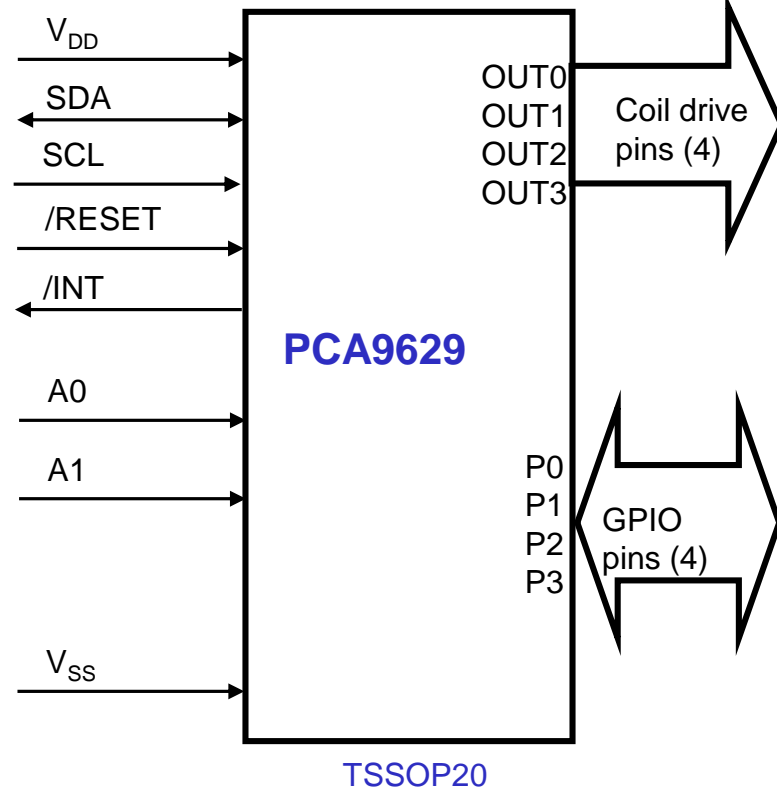 VDD
SDA
SCL
/RESET
/INT
A0
A1
VSS
PCA9629
OUT0
OUT1
OUT2
OUT3
Coil drive
pins (4)
P0
P1
P2
P3
GPIO
pins (4)
TSSOP20